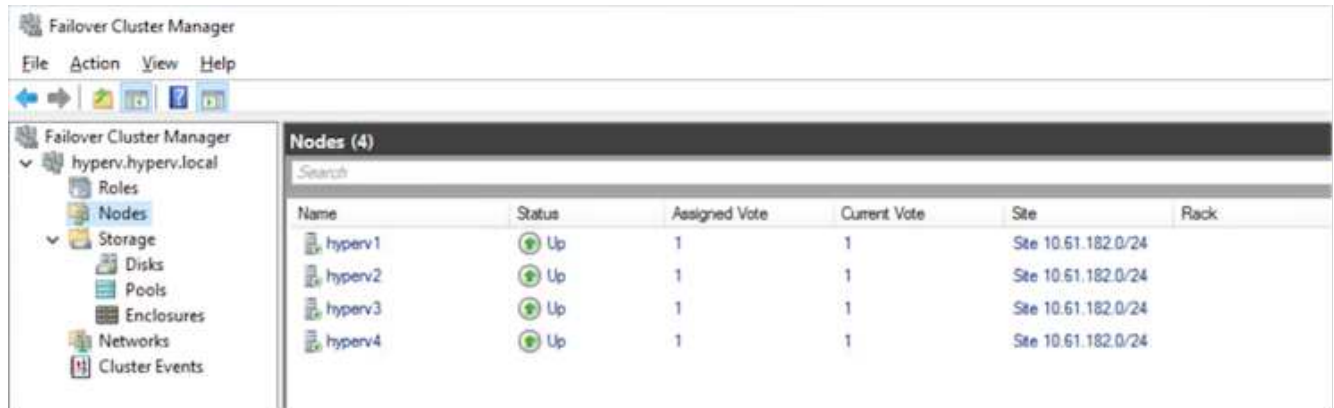 Failover Cluster Manager
File Action View Help
Failover Cluster Manager
hyperv.hyperv.local
Roles
Nodes
Storage
Disks
Pools
Enclosures
Networks
Cluster Events
Nodes (4)
Search
Name Status Assigned Vote Current Vote Site Rack
hyperv1 Up 1 1 Site 10.61.182.0/24
hyperv2 Up 1 1 Site 10.61.182.0/24
hyperv3 Up 1 1 Site 10.61.182.0/24
hyperv4 Up 1 1 Site 10.61.182.0/24